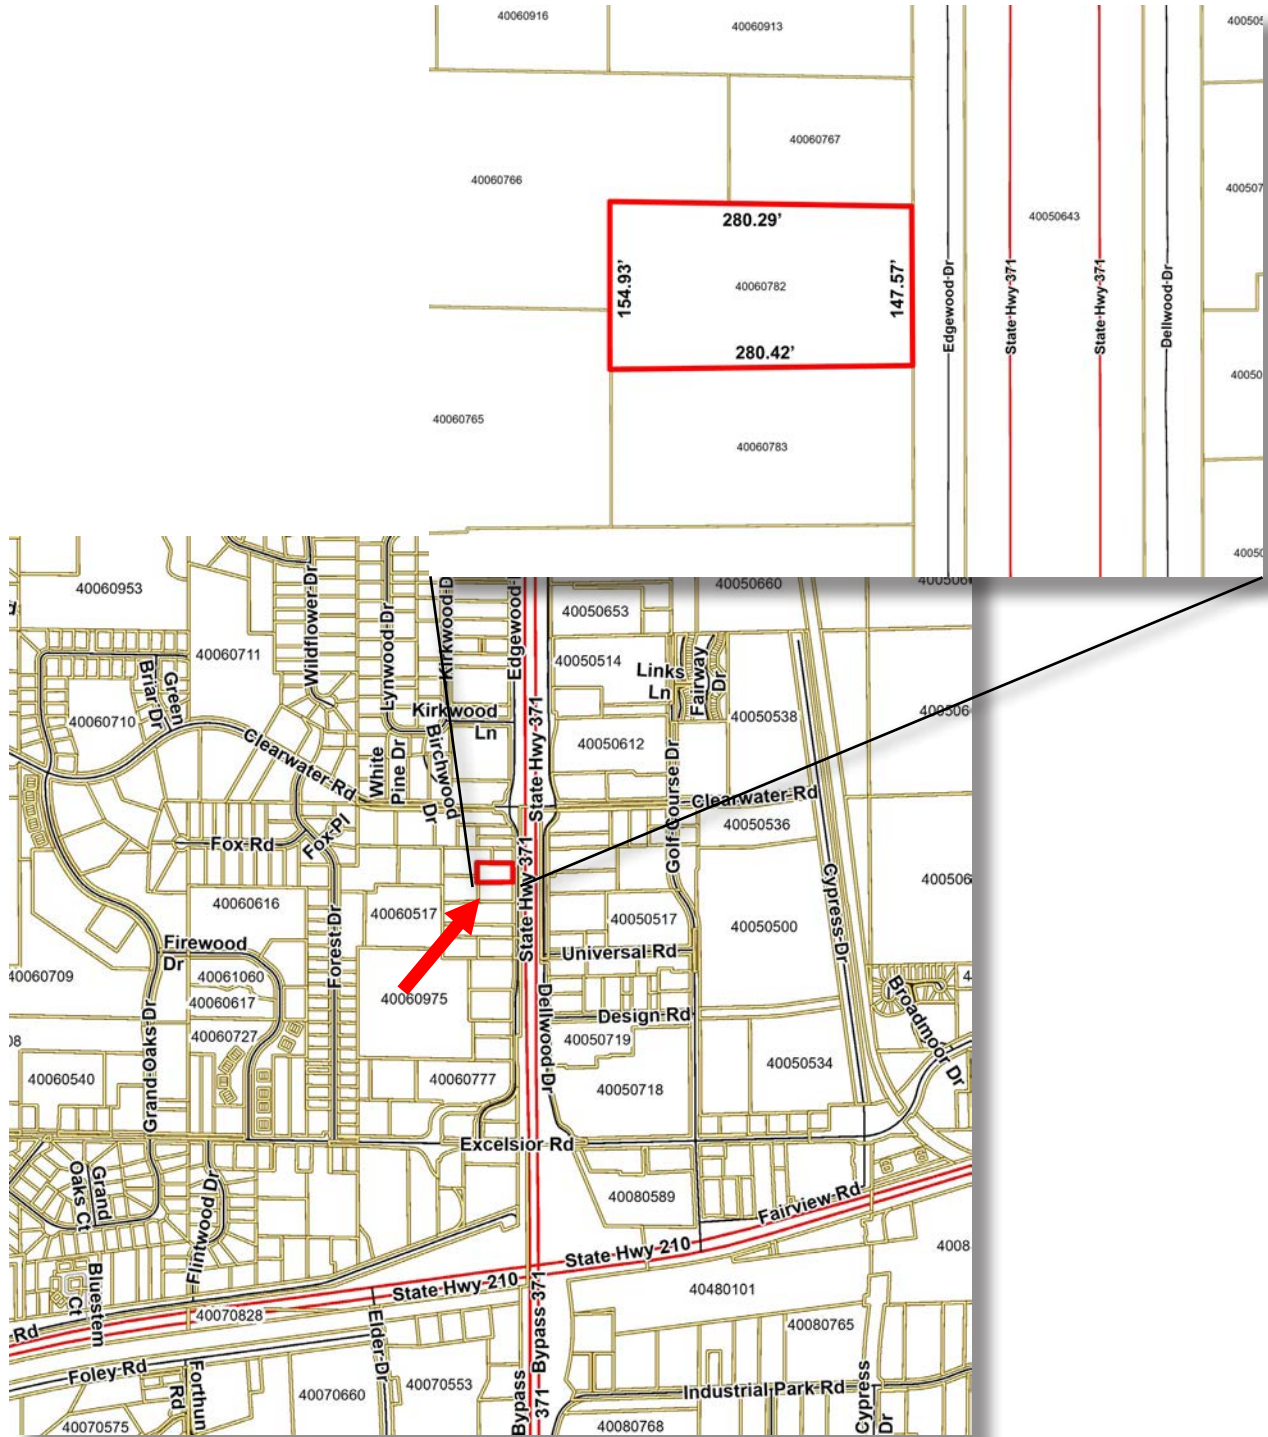 40060916
40060913
40050
40060767
40060766
40050643
280.29'
154.93'
40060782
147.57'
280.42'
Edgewood Dr
State Hwy 371
State Hwy 371
Dellwood Dr
40060765
40060783
40060953
40060711
Wildflower Dr
Lynwood Dr
Kirkwood D
Edgewood
40050653
40050660
40050514
Links
Ln
Fairway
Dr
Briar Dr
Green
40060710
Kirkwood
Ln
State Hwy 371
40050612
40050538
Clearwater Rd
White
Pine Dr
Birchwood
Dr
Golf Course Dr
Clearwater Rd
40050536
Fox Rd
Fox Pl
State Hwy 371
Cypress Dr
40060616
40060517
40050517
40050500
Firewood
Dr
Forest Dr
Universal Rd
40060709
40061060
40060617
40060975
40060727
Grand Oaks Dr
Dellwood Dr
Design Rd
40050719
Broadmoor Dr
40060540
40060777
40050718
40050534
Excelsior Rd
Grand
Oaks Ct
Flintwood Dr
40080589
Fairview Rd
State Hwy 210
State Hwy 210
Bluestem
Ct
40070828
40480101
40080765
Rd
Foley Rd
Elder Dr
Bypass 371
Forthun
Rd
40070660
40070553
Bypass
371
Industrial Park Rd
Cypress
Dr
40070575
40080768